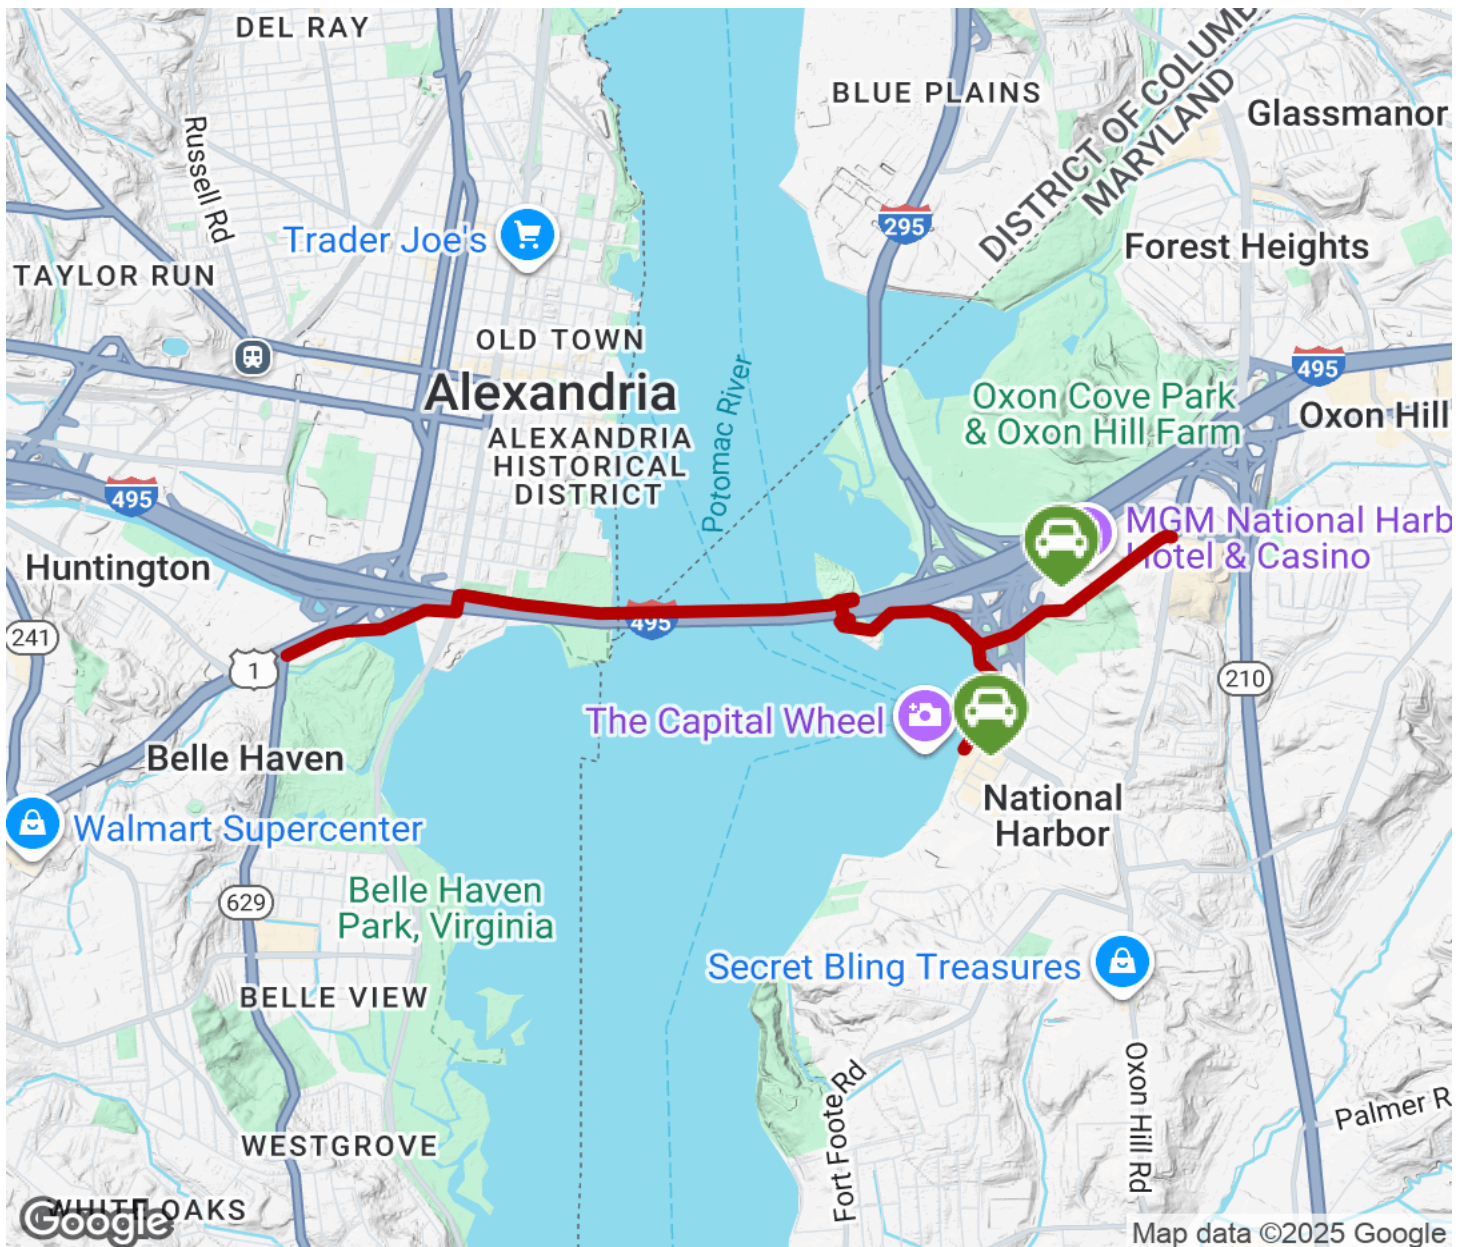 DEL RAY
DISTRICT OF COLUMB
MARYLAND
BLUE PLAINS
Glassmanor
Russell Rd
295
Trader Joe's
Forest Heights
TAYLOR RUN
OLD TOWN
Potomac River
495
Alexandria
Oxon Cove Park
& Oxon Hill Farm
Oxon Hill
ALEXANDRIA
HISTORICAL
DISTRICT
495
MGM National Harb
Hotel & Casino
Huntington
495
241
1
210
The Capital Wheel
Belle Haven
National
Harbor
Walmart Supercenter
Belle Haven
Park, Virginia
629
Secret Bling Treasures
BELLE VIEW
Oxon Hill Rd
Fort Foote Rd
Palmer R
WESTGROVE
WHITE OAKS
Google
Map data ©2025 Google